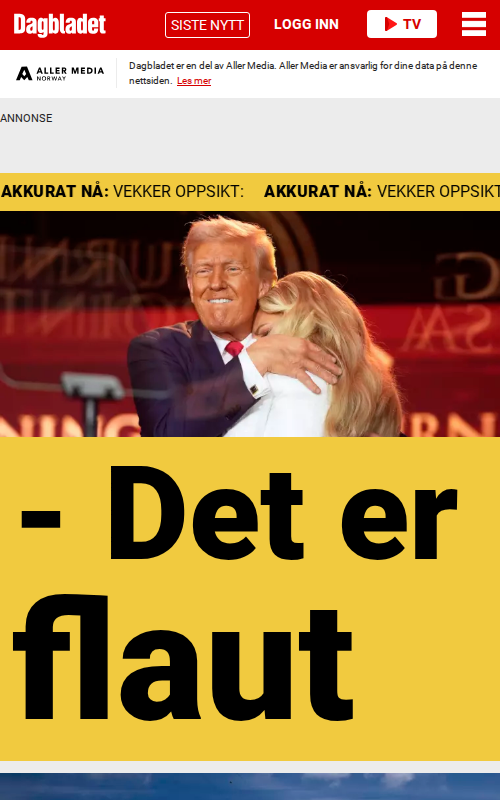 Dagbladet
SISTE NYTT
LOGG INN
TV
ALLER MEDIA
NORWAY
Dagbladet er en del av Aller Media. Aller Media er ansvarlig for dine data på denne
nettsiden. Les mer
ANNONSE
AKKURAT NÅ: VEKKER OPPSIKT: AKKURAT NÅ: VEKKER OPPSIKT
- Det er
flaut